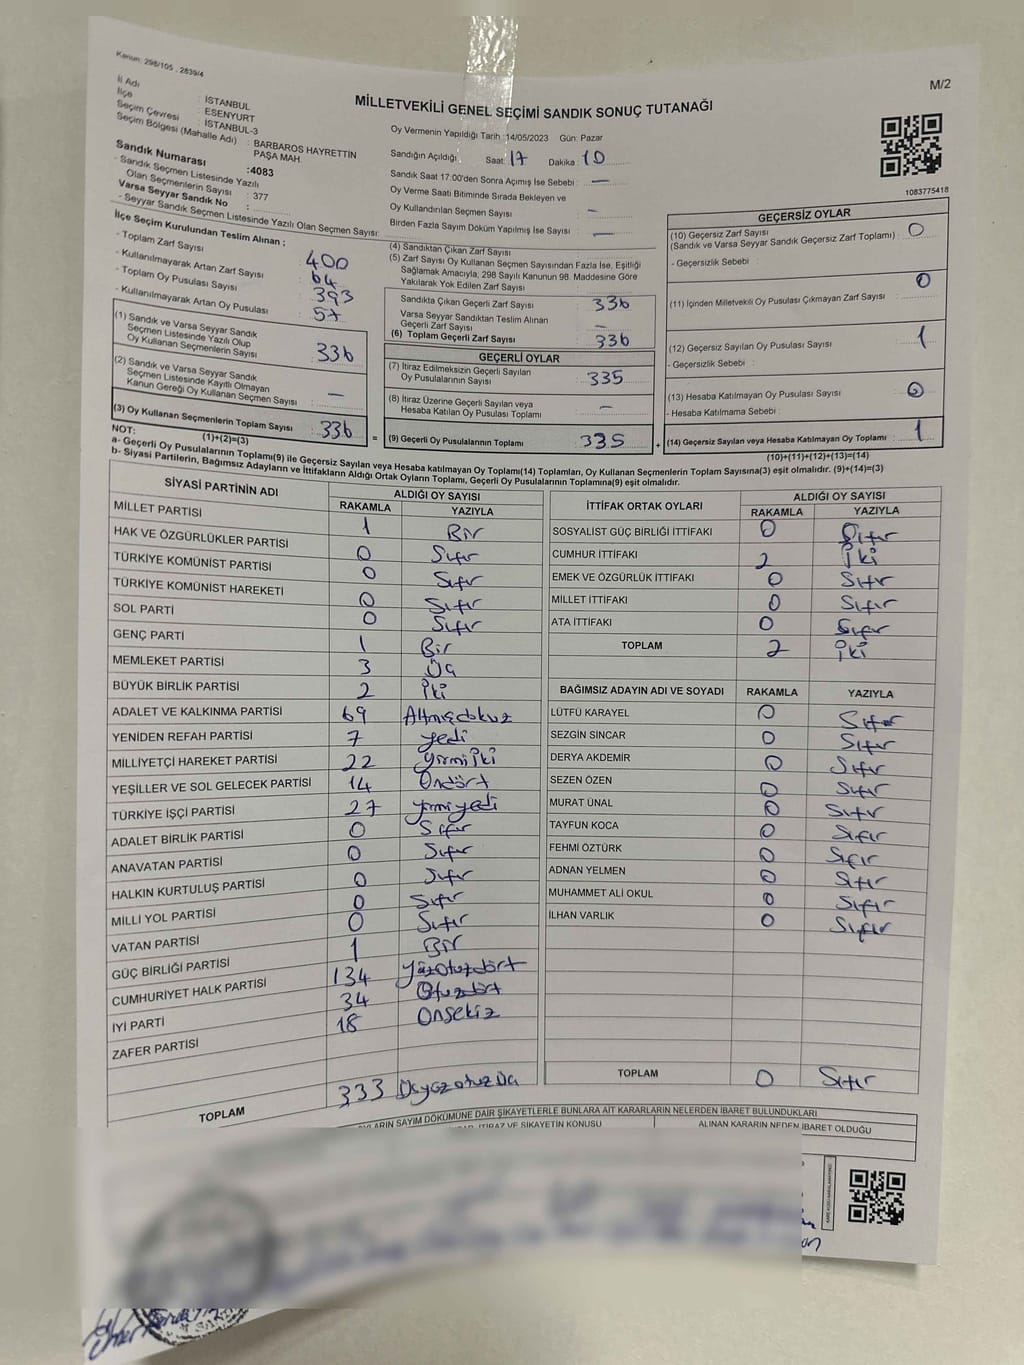 Kanun: 298/105 . 2839/4
M/2
MİLLETVEKİLİ GENEL SEÇİMİ SANDIK SONUÇ TUTANAĞI
İl Adı : İSTANBUL
İlçe : ESENYURT
Seçim Çevresi : İSTANBUL-3
Seçim Bölgesi (Mahalle Adı) : BARBAROS HAYRETTİN PAŞA MAH.
Sandık Numarası :4083
- Sandık Seçmen Listesinde Yazılı
Olan Seçmenlerin Sayısı : 377
Varsa Seyyar Sandık No :
- Seyyar Sandık Seçmen Listesinde Yazılı Olan Seçmen Sayısı:
Oy Vermenin Yapıldığı Tarih :14/05/2023 Gün: Pazar
Sandığın Açıldığı Saat: 17 Dakika : 10
Sandık Saat 17:00'den Sonra Açımış İse Sebebi : —
Oy Verme Saati Bitiminde Sırada Bekleyen ve
Oy Kullandırılan Seçmen Sayısı : —
Birden Fazla Sayım Döküm Yapılmış İse Sayısı : —
1083775418
İlçe Seçim Kurulundan Teslim Alınan ;
- Toplam Zarf Sayısı : 400
- Kullanılmayarak Artan Zarf Sayısı : 64
- Toplam Oy Pusulası Sayısı : 393
- Kullanılmayarak Artan Oy Pusulası : 57
(1) Sandık ve Varsa Seyyar Sandık
Seçmen Listesinde Yazılı Olup
Oy Kullanan Seçmenlerin Sayısı : 336
(2) Sandık ve Varsa Seyyar Sandık
Seçmen Listesinde Kayıtlı Olmayan
Kanun Gereği Oy Kullanan Seçmen Sayısı : —
(3) Oy Kullanan Seçmenlerin Toplam Sayısı : 336
(1)+(2)=(3)
(4) Sandıktan Çıkan Zarf Sayısı :
(5) Zarf Sayısı Oy Kullanan Seçmen Sayısından Fazla İse, Eşitliği
Sağlamak Amacıyla, 298 Sayılı Kanunun 98. Maddesine Göre
Yakılarak Yok Edilen Zarf Sayısı :
Sandıkta Çıkan Geçerli Zarf Sayısı : 336
Varsa Seyyar Sandıktan Teslim Alınan
Geçerli Zarf Sayısı : —
(6) Toplam Geçerli Zarf Sayısı : 336
GEÇERLİ OYLAR
(7) İtiraz Edilmeksizin Geçerli Sayılan
Oy Pusulalarının Sayısı : 335
(8) İtiraz Üzerine Geçerli Sayılan veya
Hesaba Katılan Oy Pusulası Toplamı : —
= (9) Geçerli Oy Pusulalarının Toplamı : 335
GEÇERSİZ OYLAR
(10) Geçersiz Zarf Sayısı : 0
(Sandık ve Varsa Seyyar Sandık Geçersiz Zarf Toplamı)
- Geçersizlik Sebebi :
(11) İçinden Milletvekili Oy Pusulası Çıkmayan Zarf Sayısı : 0
(12) Geçersiz Sayılan Oy Pusulası Sayısı : 1
- Geçersizlik Sebebi :
(13) Hesaba Katılmayan Oy Pusulası Sayısı : 0
- Hesaba Katılmama Sebebi :
+ (14) Geçersiz Sayılan veya Hesaba Katılmayan Oy Pusulası Toplamı : 1
(10)+(11)+(12)+(13)=(14)
NOT:
a- Geçerli Oy Pusulalarının Toplamı(9) ile Geçersiz Sayılan veya Hesaba katılmayan Oy Toplamı(14) Toplamları, Oy Kullanan Seçmenlerin Toplam Sayısına(3) eşit olmalıdır. (9)+(14)=(3)
b- Siyasi Partilerin, Bağımsız Adayların ve İttifakların Aldığı Ortak Oyların Toplamı, Geçerli Oy Pusulalarının Toplamına(9) eşit olmalıdır.
SİYASİ PARTİNİN ADI ALDIĞI OY SAYISI
RAKAMLA YAZIYLA
MİLLET PARTİSİ 1 Bir
HAK VE ÖZGÜRLÜKLER PARTİSİ 0 Sıfır
TÜRKİYE KOMÜNİST PARTİSİ 0 Sıfır
TÜRKİYE KOMÜNİST HAREKETİ 0 Sıfır
SOL PARTİ 0 Sıfır
GENÇ PARTİ 1 Bir
MEMLEKET PARTİSİ 3 Üç
BÜYÜK BİRLİK PARTİSİ 2 İki
ADALET VE KALKINMA PARTİSİ 69 Altmışdokuz
YENİDEN REFAH PARTİSİ 7 yedi
MİLLİYETÇİ HAREKET PARTİSİ 22 yirmiiki
YEŞİLLER VE SOL GELECEK PARTİSİ 14 Ondört
TÜRKİYE İŞÇİ PARTİSİ 27 yirmiyedi
ADALET BİRLİK PARTİSİ 0 Sıfır
ANAVATAN PARTİSİ 0 Sıfır
HALKIN KURTULUŞ PARTİSİ 0 Sıfır
MİLLİ YOL PARTİSİ 0 Sıfır
VATAN PARTİSİ 0 Sıfır
GÜÇ BİRLİĞİ PARTİSİ 1 Bir
CUMHURİYET HALK PARTİSİ 134 yüzotuzdört
İYİ PARTİ 34 Otuzdört
ZAFER PARTİSİ 18 Onsekiz
TOPLAM 333 Üçyüzotuzüç
İTTİFAK ORTAK OYLARI ALDIĞI OY SAYISI
RAKAMLA YAZIYLA
SOSYALİST GÜÇ BİRLİĞİ İTTİFAKI 0 Sıfır
CUMHUR İTTİFAKI 2 İki
EMEK VE ÖZGÜRLÜK İTTİFAKI 0 Sıfır
MİLLET İTTİFAKI 0 Sıfır
ATA İTTİFAKI 0 Sıfır
TOPLAM 2 İki
BAĞIMSIZ ADAYIN ADI VE SOYADI RAKAMLA YAZIYLA
LÜTFÜ KARAYEL 0 Sıfır
SEZGİN SİNCAR 0 Sıfır
DERYA AKDEMİR 0 Sıfır
SEZEN ÖZEN 0 Sıfır
MURAT ÜNAL 0 Sıfır
TAYFUN KOCA 0 Sıfır
FEHMİ ÖZTÜRK 0 Sıfır
ADNAN YELMEN 0 Sıfır
MUHAMMET ALİ OKUL 0 Sıfır
İLHAN VARLIK 0 Sıfır
TOPLAM 0 Sıfır
OYLARIN SAYIM DÖKÜMÜNE DAİR ŞİKAYETLERLE BUNLARA AİT KARARLARIN NELERDEN İBARET BULUNDUKLARI
İTİRAZ VE ŞİKAYETİN KONUSU ALINAN KARARIN NEDEN İBARET OLDUĞU